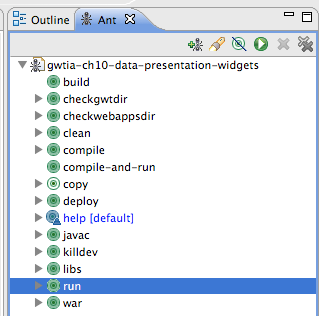 Outline Ant
gwtia-ch10-data-presentation-widgets
build
checkgwtdir
checkwebappsdir
clean
compile
compile-and-run
copy
deploy
help [default]
javac
killdev
libs
run
war